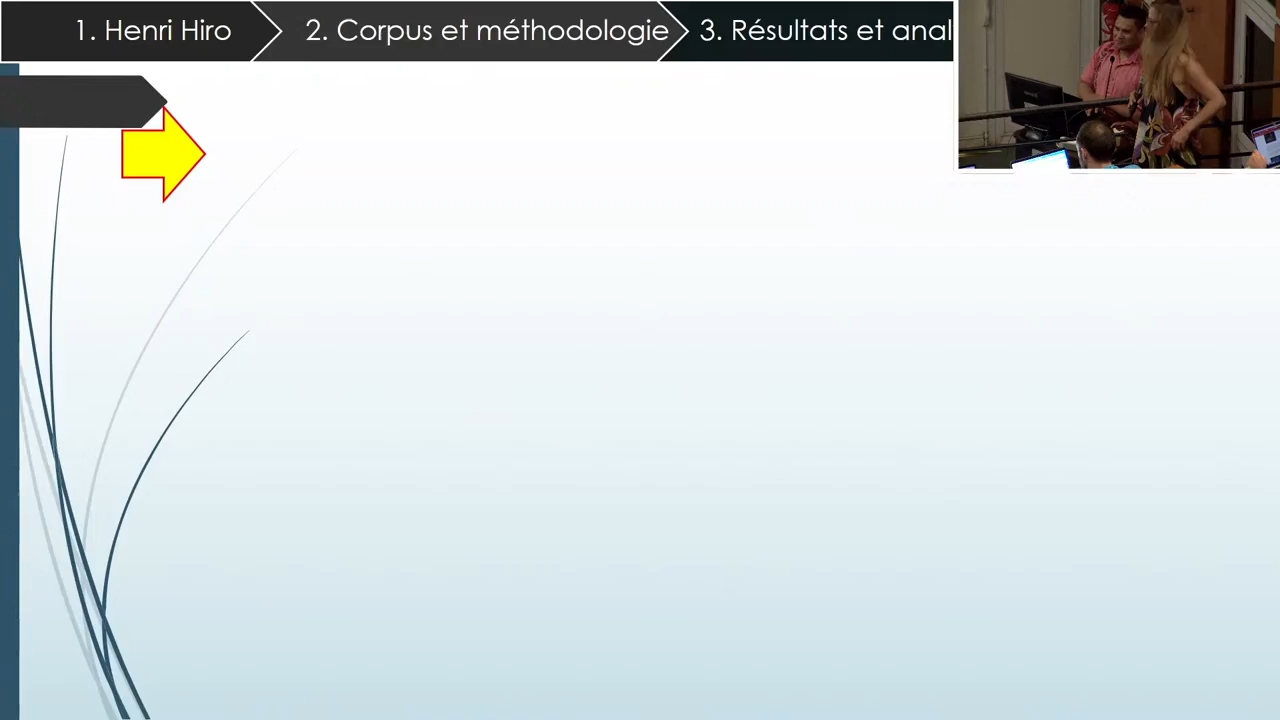 1. Henri Hiro
2. Corpus et méthodologie
3. Résultats et anal